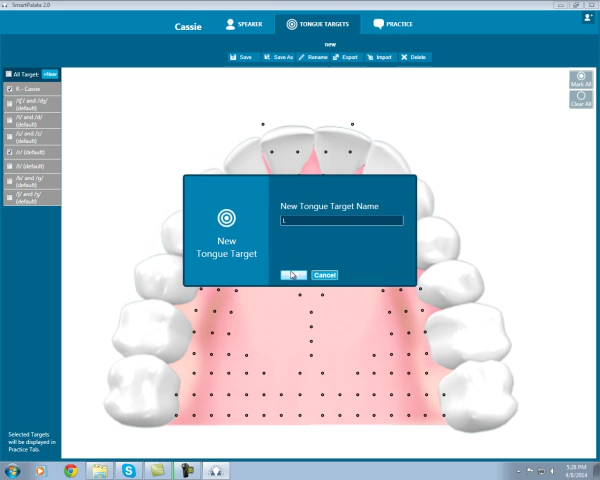 SmartPalate 2.0
Cassie
SPEAKER
TONGUE TARGETS
PRACTICE
new
Save
Save As
Rename
Export
Import
Delete
All Target:
+New
Mark All
Clear All
R - Cassie
/tʃ/ and /dʒ/
(default)
/t/ and /d/
(default)
/s/ and /z/
(default)
/r/ (default)
(default)
/k/ and /g/
(default)
(default)
New Tongue Target Name
L
New
Tongue Target
Cancel
Selected Targets
will be displayed in
Practice Tab.
5:28 PM
4/8/2014